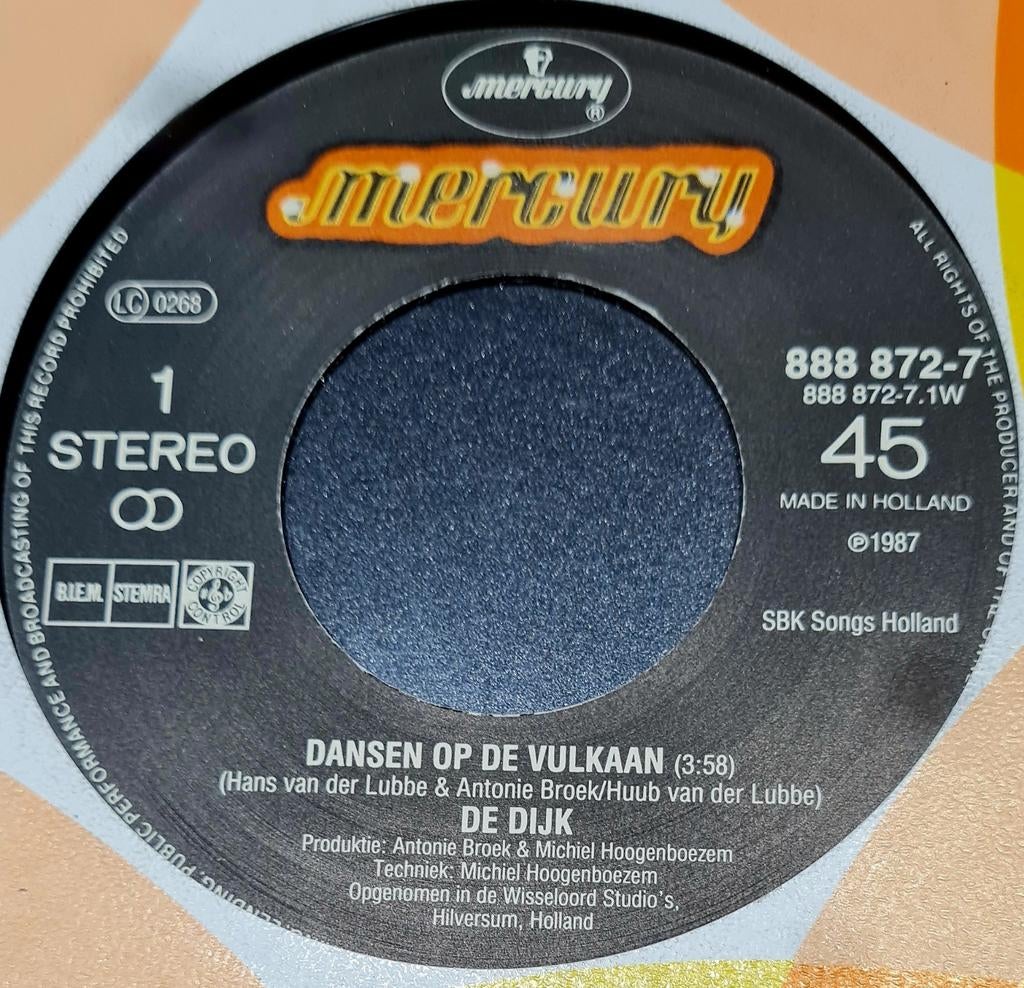 mercury
®
mercury
LC 0268
1
STEREO
B.I.E.M. STEMRA
COPYRIGHT CONTROL
888 872-7
888 872-7.1W
45
MADE IN HOLLAND
℗1987
SBK Songs Holland
DANSEN OP DE VULKAAN (3:58)
(Hans van der Lubbe & Antonie Broek/Huub van der Lubbe)
DE DIJK
Produktie: Antonie Broek & Michiel Hoogenboezem
Techniek: Michiel Hoogenboezem
Opgenomen in de Wisseloord Studio's,
Hilversum, Holland
ALL RIGHTS OF THE PRODUCER AND OF THE
PUBLIC PERFORMANCE AND BROADCASTING OF THIS RECORD PROHIBITED